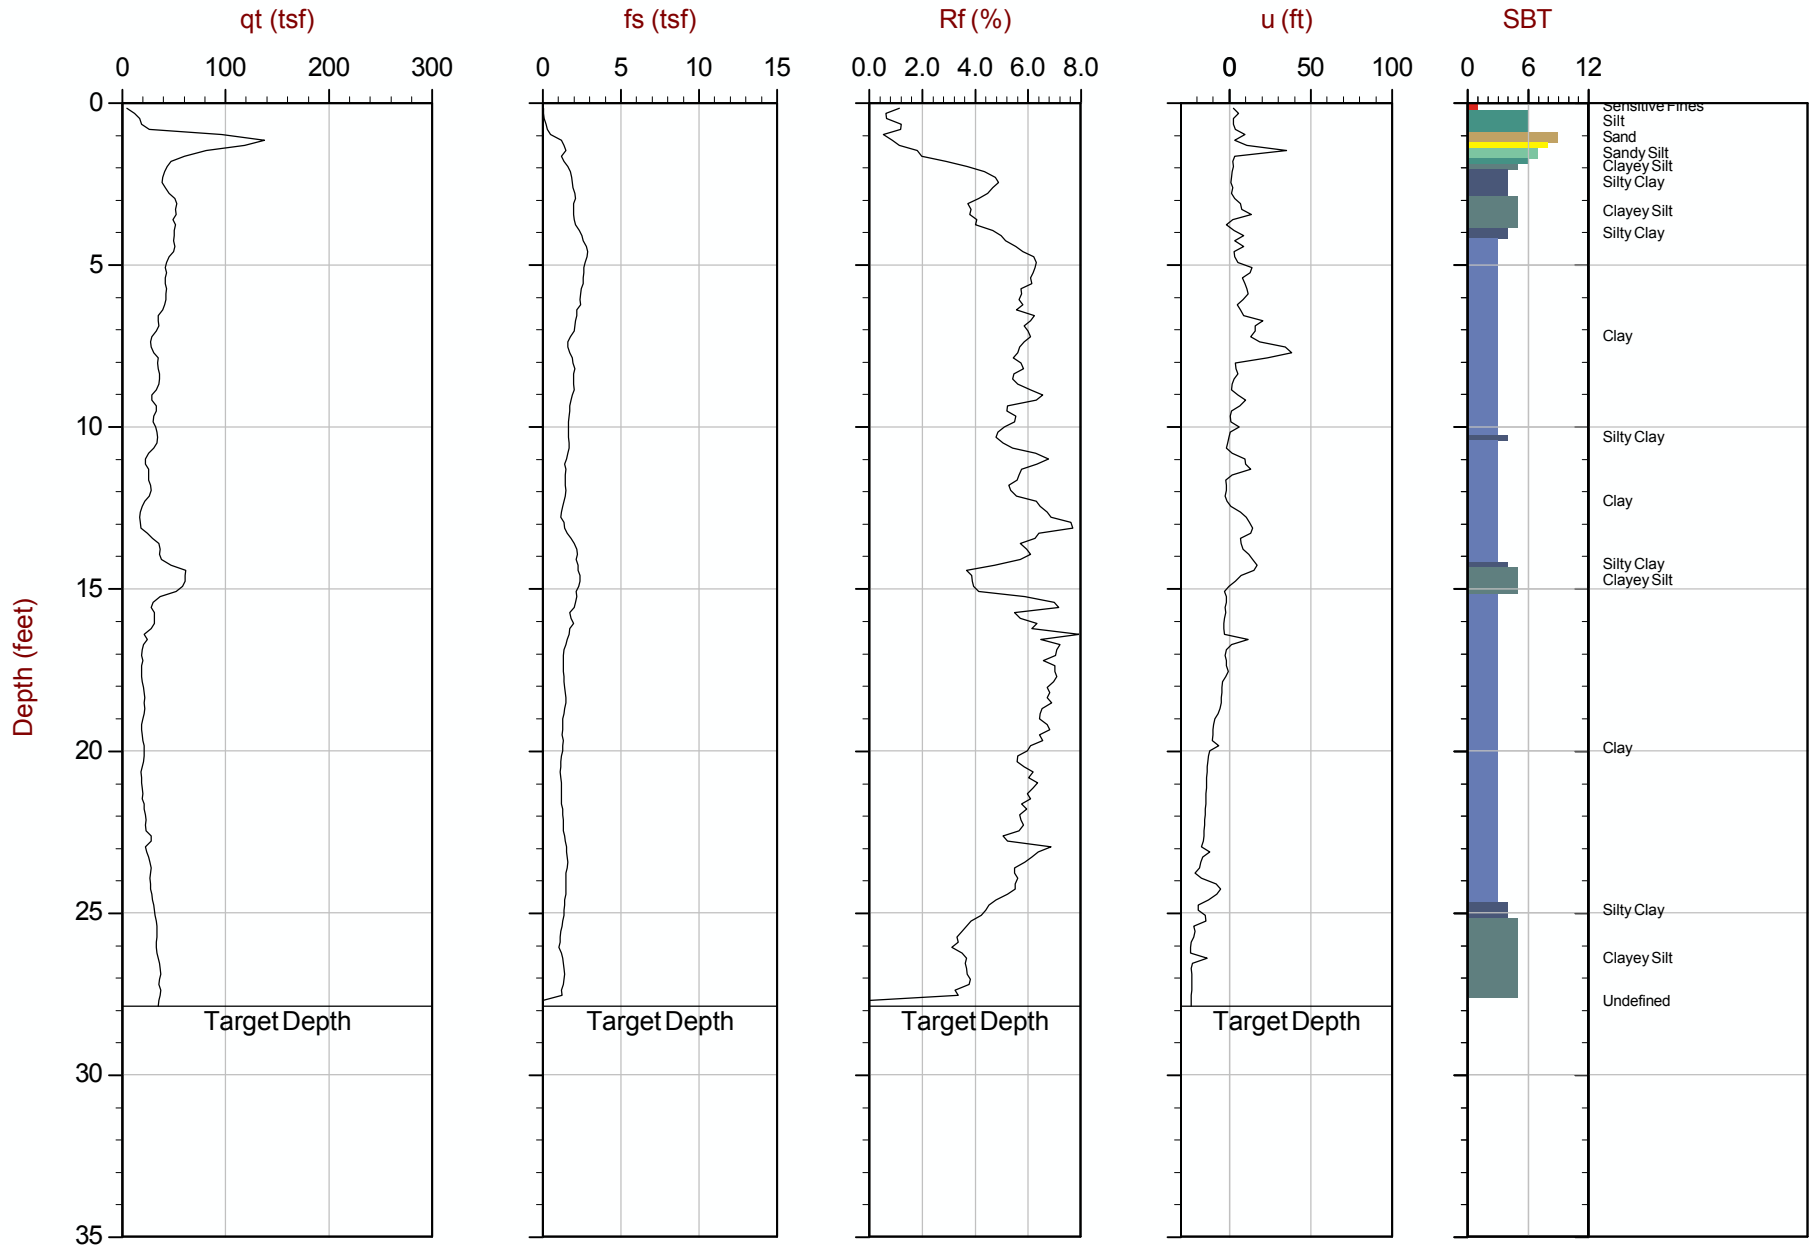 qt (tsf) fs (tsf) Rf (%) u (ft) SBT
0 100 200 300 0 5 10 15 0.0 2.0 4.0 6.0 8.0 0 50 100 0 6 12
0
Sensitive Fines
Silt
Sand
Sandy Silt
Clayey Silt
Silty Clay
Clayey Silt
Silty Clay
5
Clay
10
Silty Clay
Clay
Silty Clay
Clayey Silt
15
Depth (feet)
20
Clay
25
Silty Clay
Clayey Silt
Undefined
Target Depth Target Depth Target Depth Target Depth
30
35